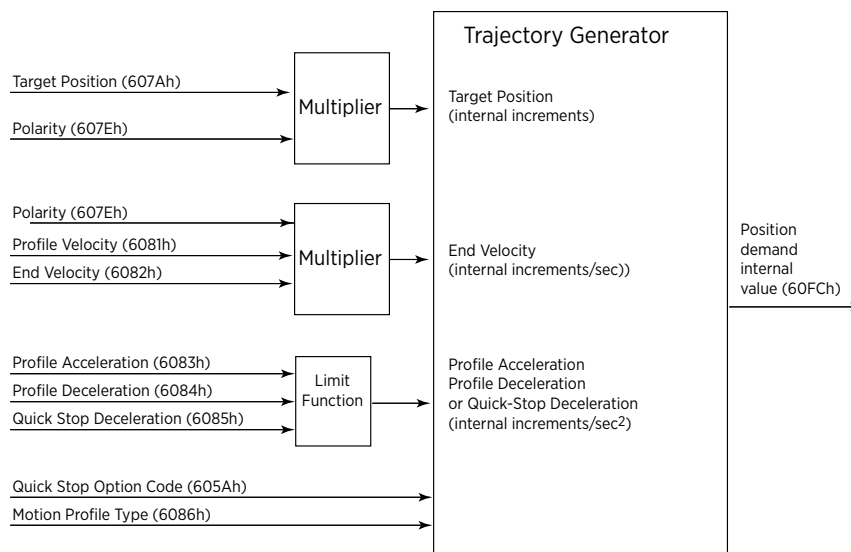 Trajectory Generator
Target Position (607Ah)
Polarity (607Eh)
Multiplier
Target Position
(internal increments)
Polarity (607Eh)
Profile Velocity (6081h)
End Velocity (6082h)
Multiplier
End Velocity
(internal increments/sec))
Position
demand
internal
value (60FCh)
Profile Acceleration (6083h)
Profile Deceleration (6084h)
Quick Stop Deceleration (6085h)
Limit
Function
Profile Acceleration
Profile Deceleration
or Quick-Stop Deceleration
(internal increments/sec²)
Quick Stop Option Code (605Ah)
Motion Profile Type (6086h)